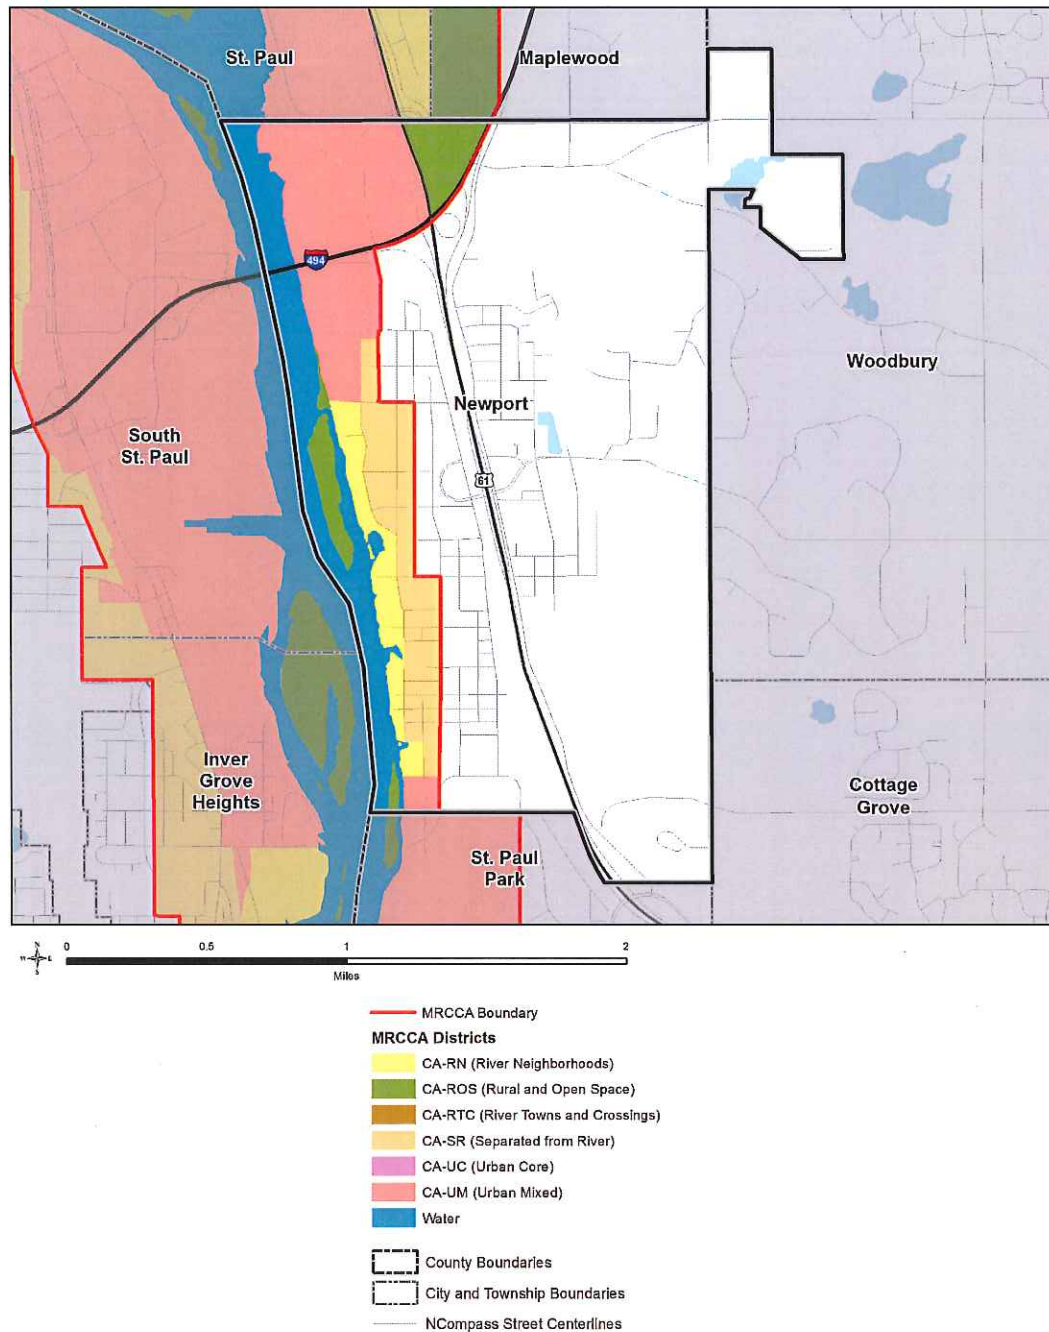 St. Paul
Maplewood
494
Woodbury
Newport
South
St. Paul
61
Inver
Grove
Heights
Cottage
Grove
St. Paul
Park
N
W
E
S
0
0.5
1
2
Miles
MRCCA Boundary
MRCCA Districts
CA-RN (River Neighborhoods)
CA-ROS (Rural and Open Space)
CA-RTC (River Towns and Crossings)
CA-SR (Separated from River)
CA-UC (Urban Core)
CA-UM (Urban Mixed)
Water
County Boundaries
City and Township Boundaries
NCompass Street Centerlines